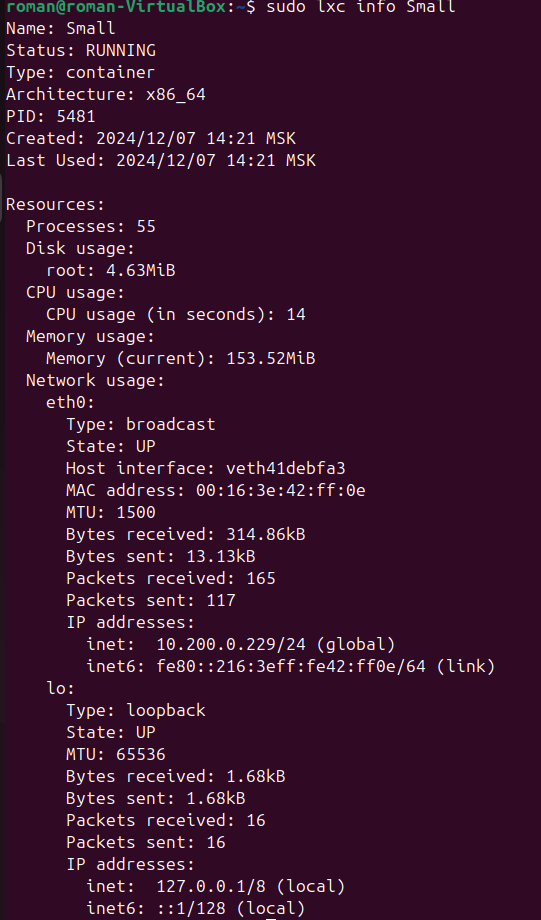 roman@roman-VirtualBox:~$ sudo lxc info Small
Name: Small
Status: RUNNING
Type: container
Architecture: x86_64
PID: 5481
Created: 2024/12/07 14:21 MSK
Last Used: 2024/12/07 14:21 MSK

Resources:
  Processes: 55
  Disk usage:
    root: 4.63MiB
  CPU usage:
    CPU usage (in seconds): 14
  Memory usage:
    Memory (current): 153.52MiB
  Network usage:
    eth0:
      Type: broadcast
      State: UP
      Host interface: veth41debfa3
      MAC address: 00:16:3e:42:ff:0e
      MTU: 1500
      Bytes received: 314.86kB
      Bytes sent: 13.13kB
      Packets received: 165
      Packets sent: 117
      IP addresses:
        inet:  10.200.0.229/24 (global)
        inet6: fe80::216:3eff:fe42:ff0e/64 (link)
    lo:
      Type: loopback
      State: UP
      MTU: 65536
      Bytes received: 1.68kB
      Bytes sent: 1.68kB
      Packets received: 16
      Packets sent: 16
      IP addresses:
        inet:  127.0.0.1/8 (local)
        inet6: ::1/128 (local)